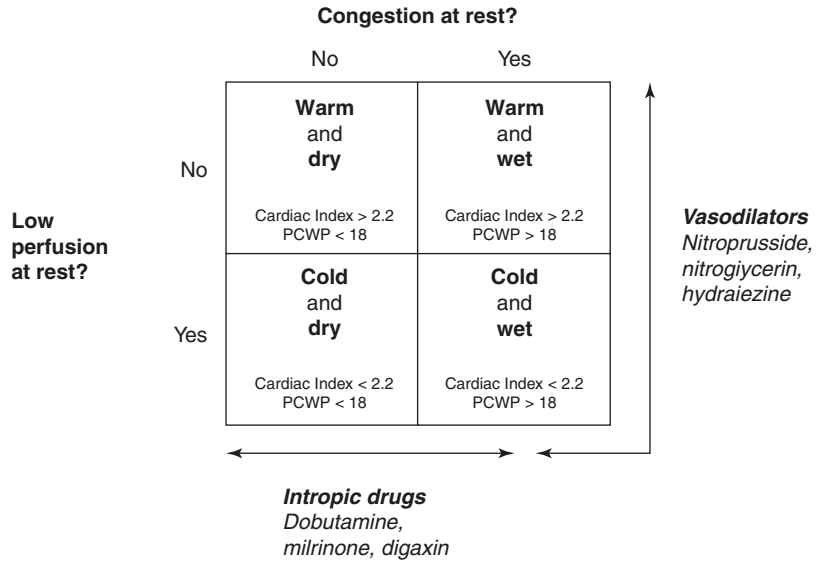 Congestion at rest?
No
Yes
Warm
and
dry
Cardiac Index > 2.2
PCWP < 18
Warm
and
wet
Cardiac Index > 2.2
PCWP > 18
No
Low
perfusion
at rest?
Yes
Cold
and
dry
Cardiac Index < 2.2
PCWP < 18
Cold
and
wet
Cardiac Index < 2.2
PCWP > 18
Vasodilators
Nitroprusside,
nitrogiycerin,
hydraiezine
Intropic drugs
Dobutamine,
milrinone, digaxin